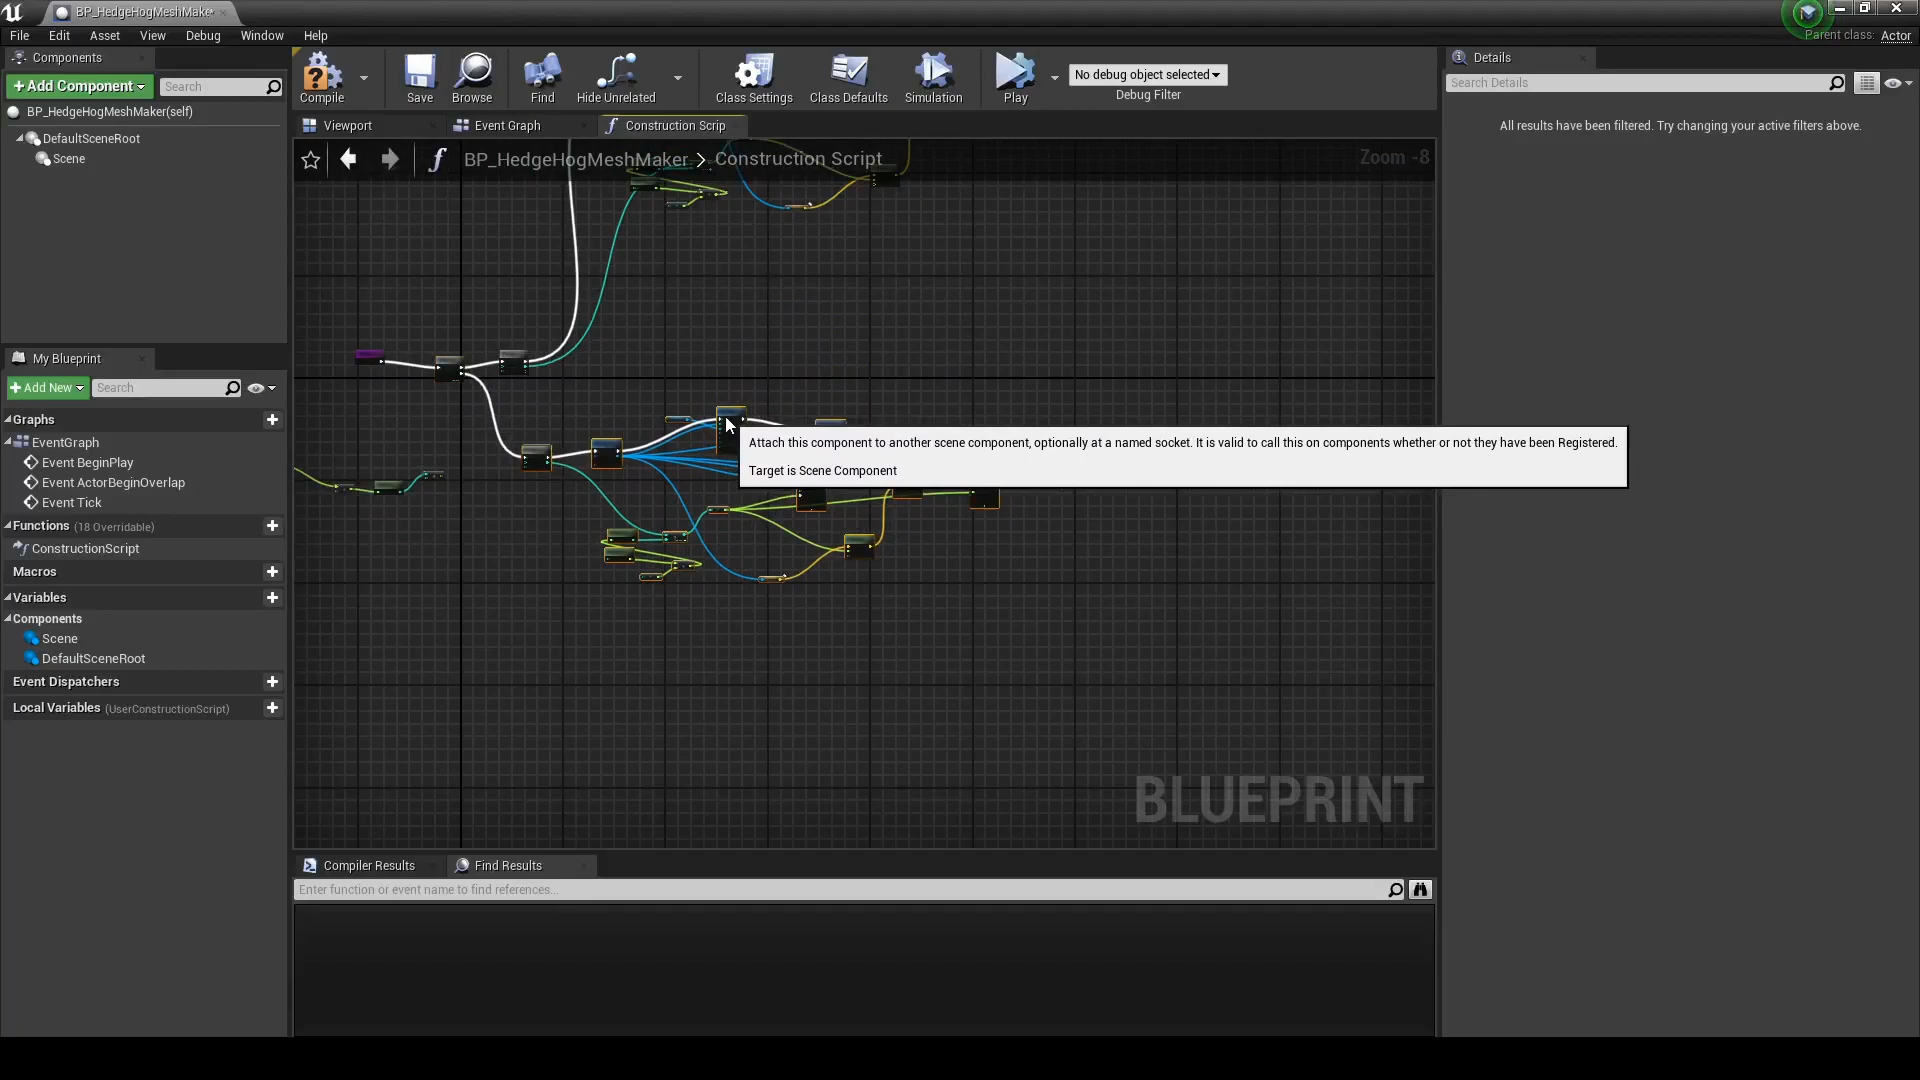 BP_HedgeHogMeshMake*
File Edit Asset View Debug Window Help
Parent class: Actor
Components
+ Add Component
Search
BP_HedgeHogMeshMaker(self)
DefaultSceneRoot
Scene
Compile
Save
Browse
Find
Hide Unrelated
Class Settings
Class Defaults
Simulation
Play
No debug object selected
Debug Filter
Viewport
Event Graph
Construction Scrip
BP_HedgeHogMeshMaker > Construction Script
Zoom -8
Attach this component to another scene component, optionally at a named socket. It is valid to call this on components whether or not they have been Registered.
Target is Scene Component
BLUEPRINT
My Blueprint
+ Add New
Search
Graphs
EventGraph
Event BeginPlay
Event ActorBeginOverlap
Event Tick
Functions (18 Overridable)
ConstructionScript
Macros
Variables
Components
Scene
DefaultSceneRoot
Event Dispatchers
Local Variables (UserConstructionScript)
Compiler Results
Find Results
Enter function or event name to find references...
Details
Search Details
All results have been filtered. Try changing your active filters above.